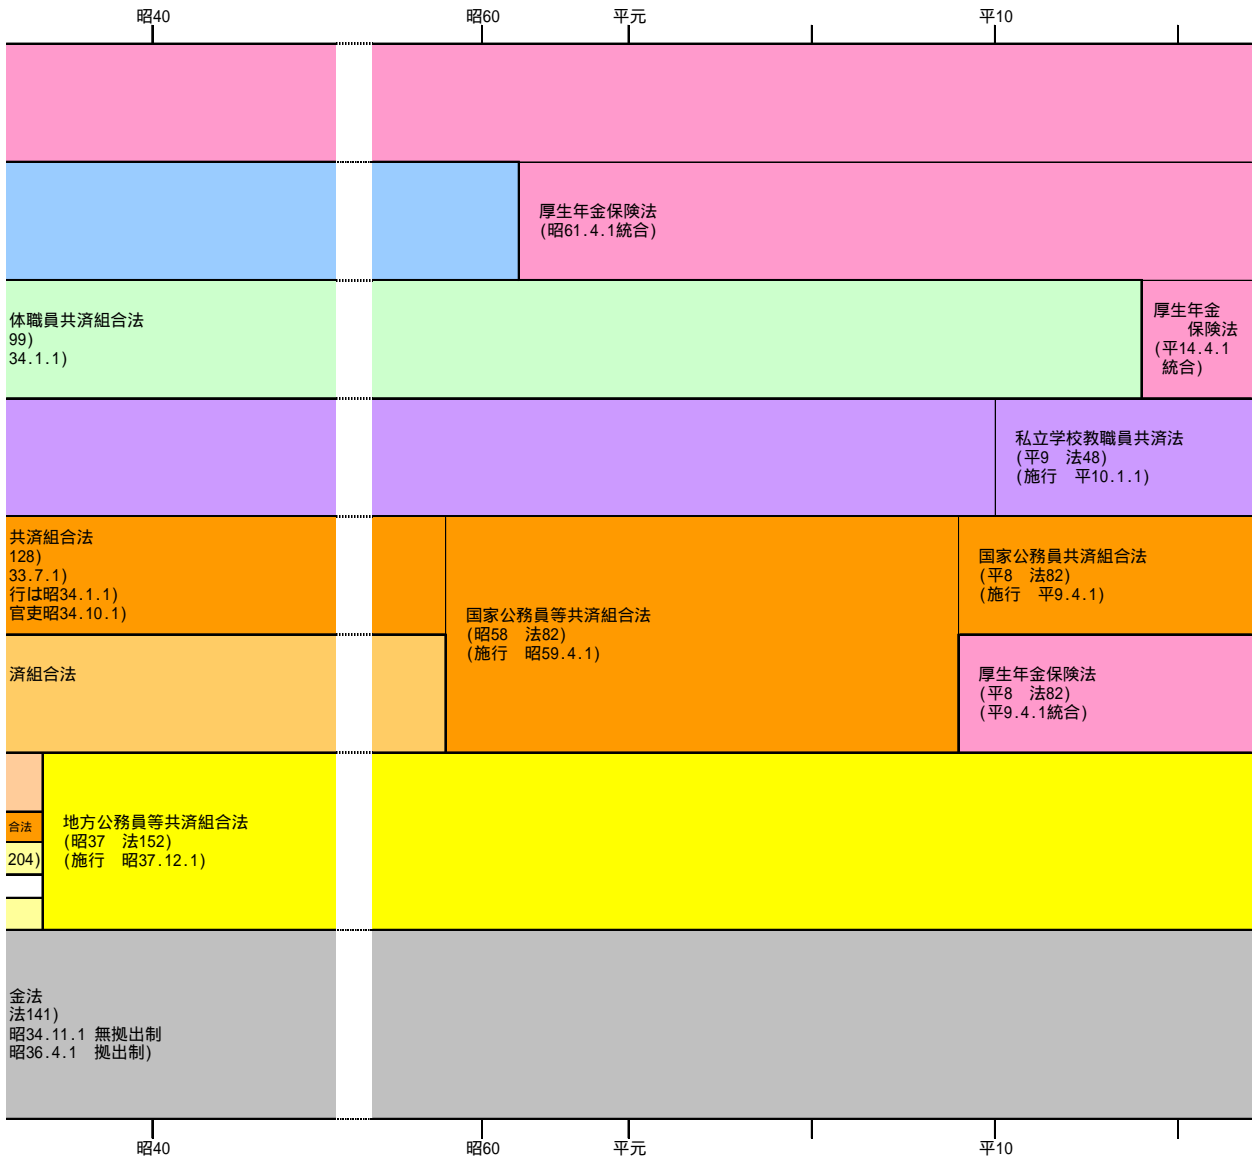 昭40
昭60
平元
平10
厚生年金保険法
(昭61.4.1統合)
体職員共済組合法
99)
34.1.1)
厚生年金
保険法
(平14.4.1
統合)
私立学校教職員共済法
(平9　法48)
(施行　平10.1.1)
共済組合法
128)
33.7.1)
行は昭34.1.1)
官吏昭34.10.1)
国家公務員等共済組合法
(昭58　法82)
(施行　昭59.4.1)
国家公務員共済組合法
(平8　法82)
(施行　平9.4.1)
済組合法
厚生年金保険法
(平8　法82)
(平9.4.1統合)
合法
204)
地方公務員等共済組合法
(昭37　法152)
(施行　昭37.12.1)
金法
法141)
昭34.11.1 無拠出制
昭36.4.1　拠出制)
昭40
昭60
平元
平10